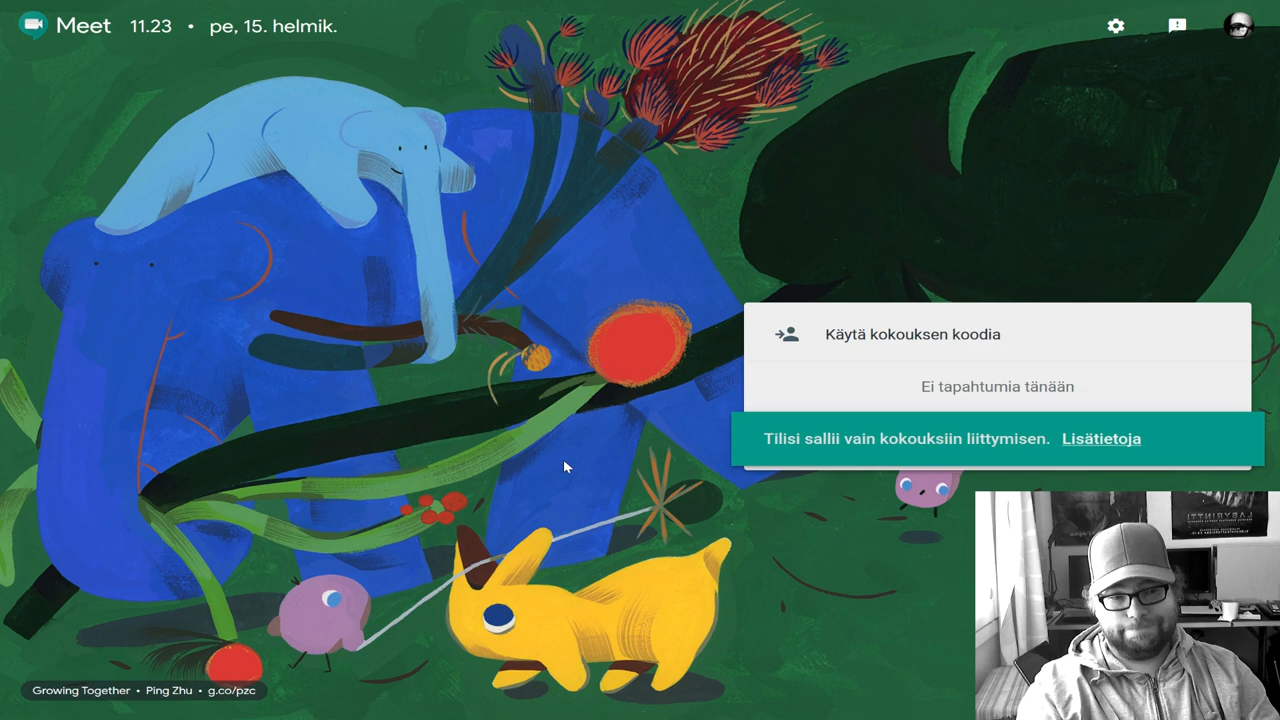 Meet 11.23 • pe, 15. helmik.
Käytä kokouksen koodia
Ei tapahtumia tänään
Tilisi sallii vain kokouksiin liittymisen. Lisätietoja
LABYRINTTI
Growing Together • Ping Zhu • g.co/pzc